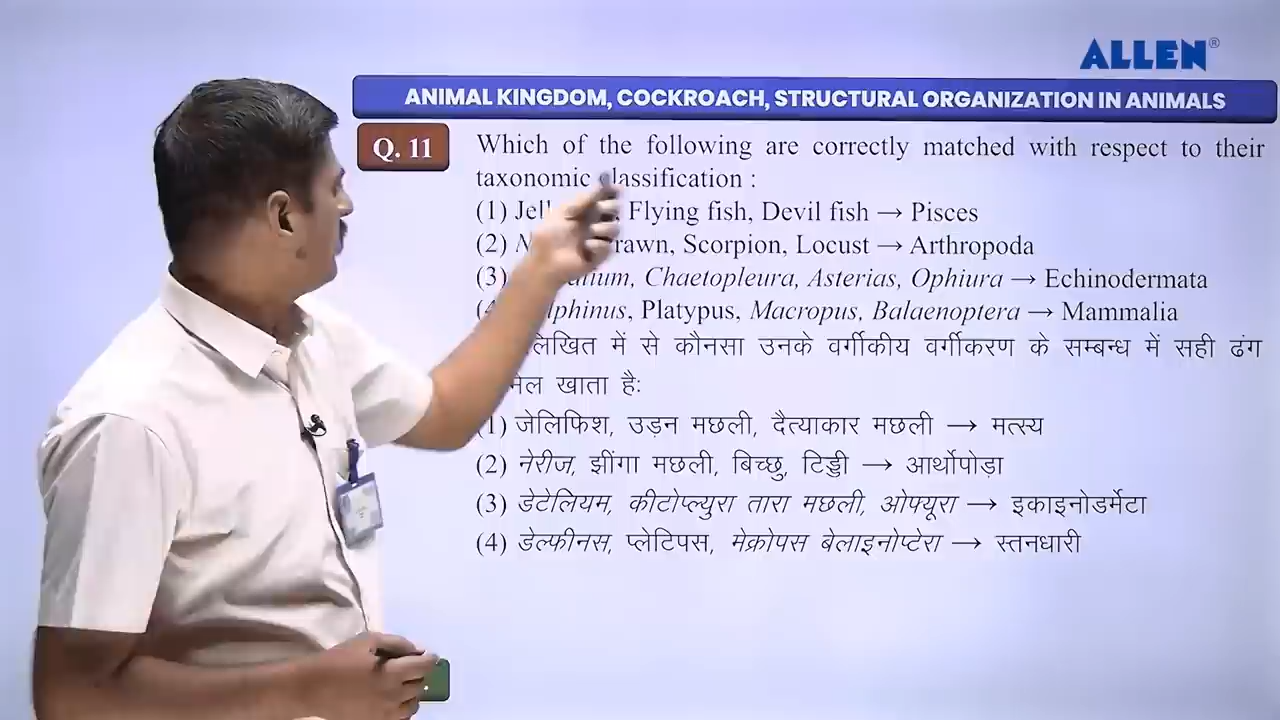 ALLEN®
ANIMAL KINGDOM, COCKROACH, STRUCTURAL ORGANIZATION IN ANIMALS
Q. 11
Which of the following are correctly matched with respect to their
taxonomic classification :
(1) Flying fish, Devil fish → Pisces
(2) Scorpion, Locust → Arthropoda
(3) Chaetopleura, Asterias, Ophiura → Echinodermata
Platypus, Macropus, Balaenoptera → Mammalia
में से कौनसा उनके वर्गीकीय वर्गीकरण के सम्बन्ध में सही ढंग
खाता है:
(1) जेलिफिश, उड़न मछली, दैत्याकार मछली → मत्स्य
(2) नेरीज, झींगा मछली, बिच्छु, टिड्डी → आर्थोपोड़ा
(3) डेटेलियम, कीटोप्ल्युरा तारा मछली, ओफ्यूरा → इकाइनोडर्मेटा
(4) डेल्फीनस, प्लेटिपस, मेक्रोपस बेलाइनोप्टेरा → स्तनधारी